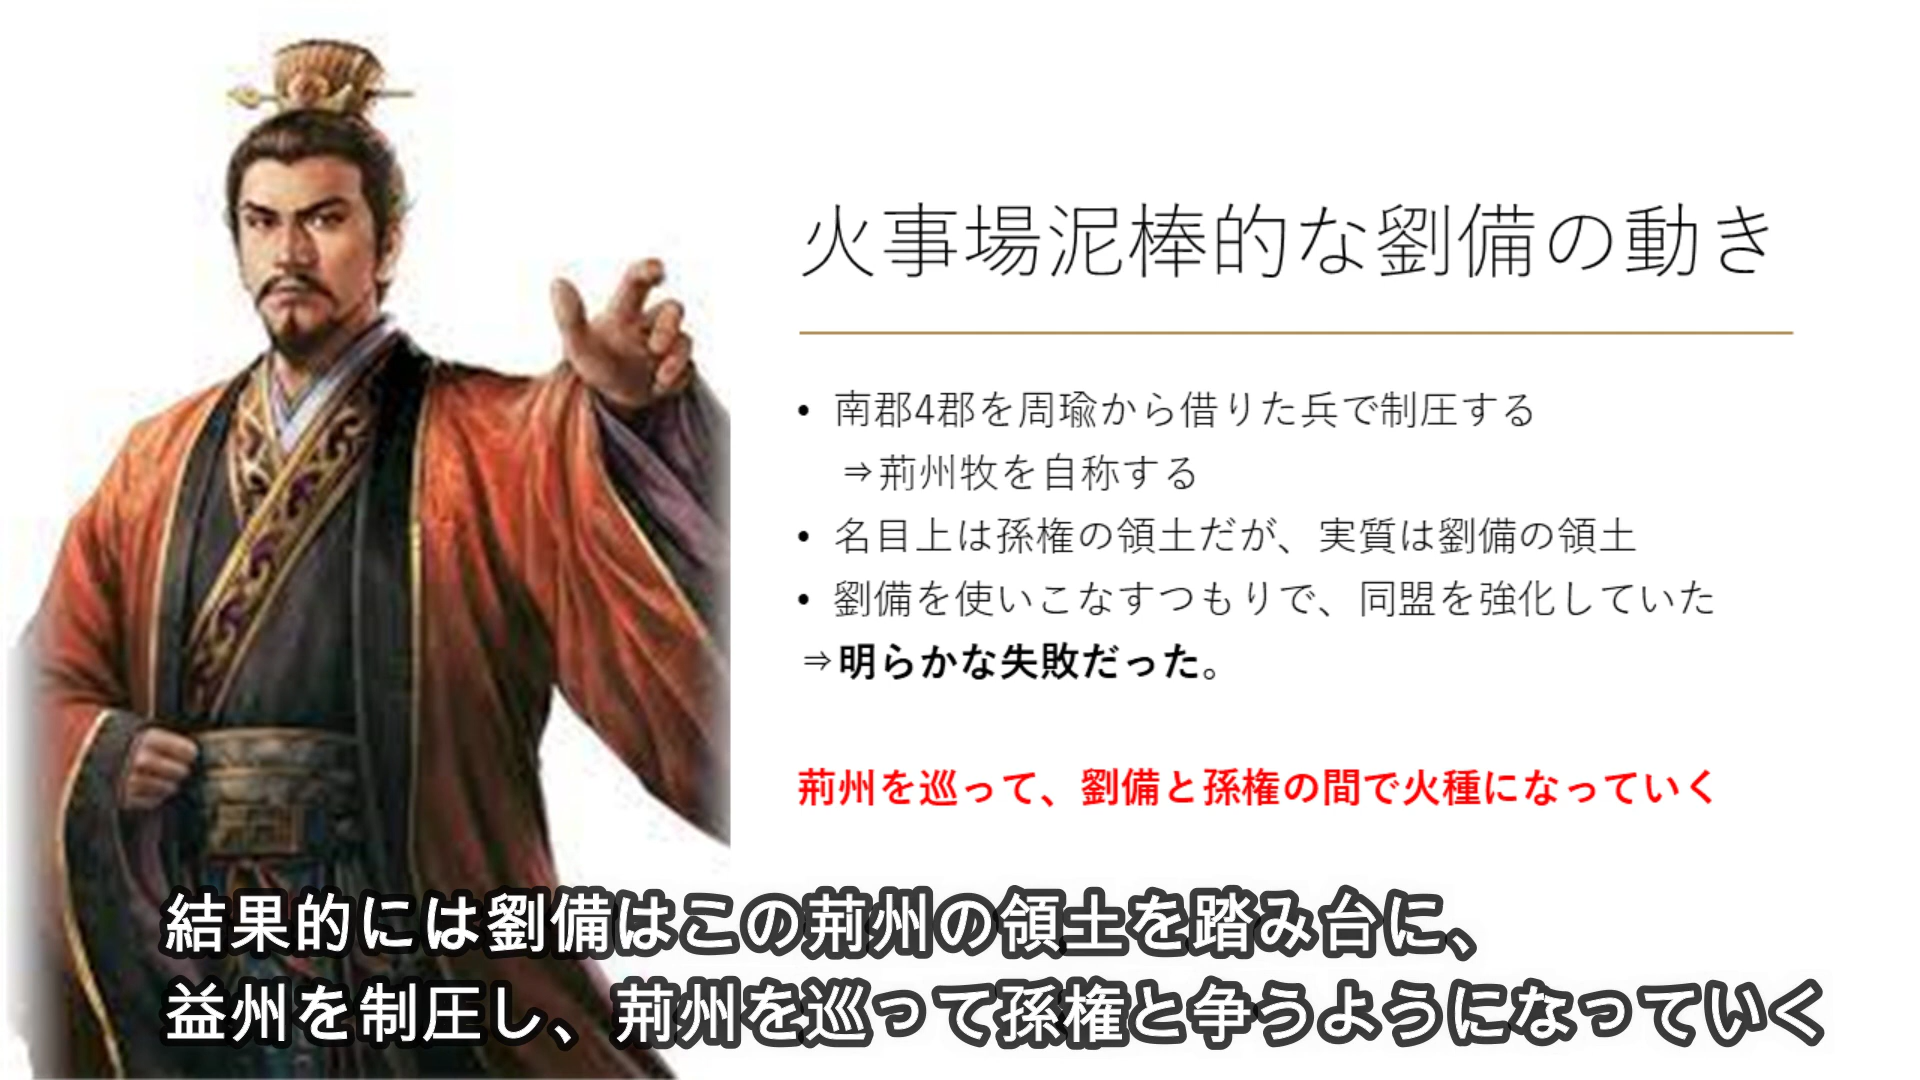 火事場泥棒的な劉備の動き
• 南郡4郡を周瑜から借りた兵で制圧する
⇒荊州牧を自称する
• 名目上は孫権の領土だが、実質は劉備の領土
• 劉備を使いこなすつもりで、同盟を強化していた
⇒明らかな失敗だった。
荊州を巡って、劉備と孫権の間で火種になっていく
結果的には劉備はこの荊州の領土を踏み台に、
益州を制圧し、荊州を巡って孫権と争うようになっていく